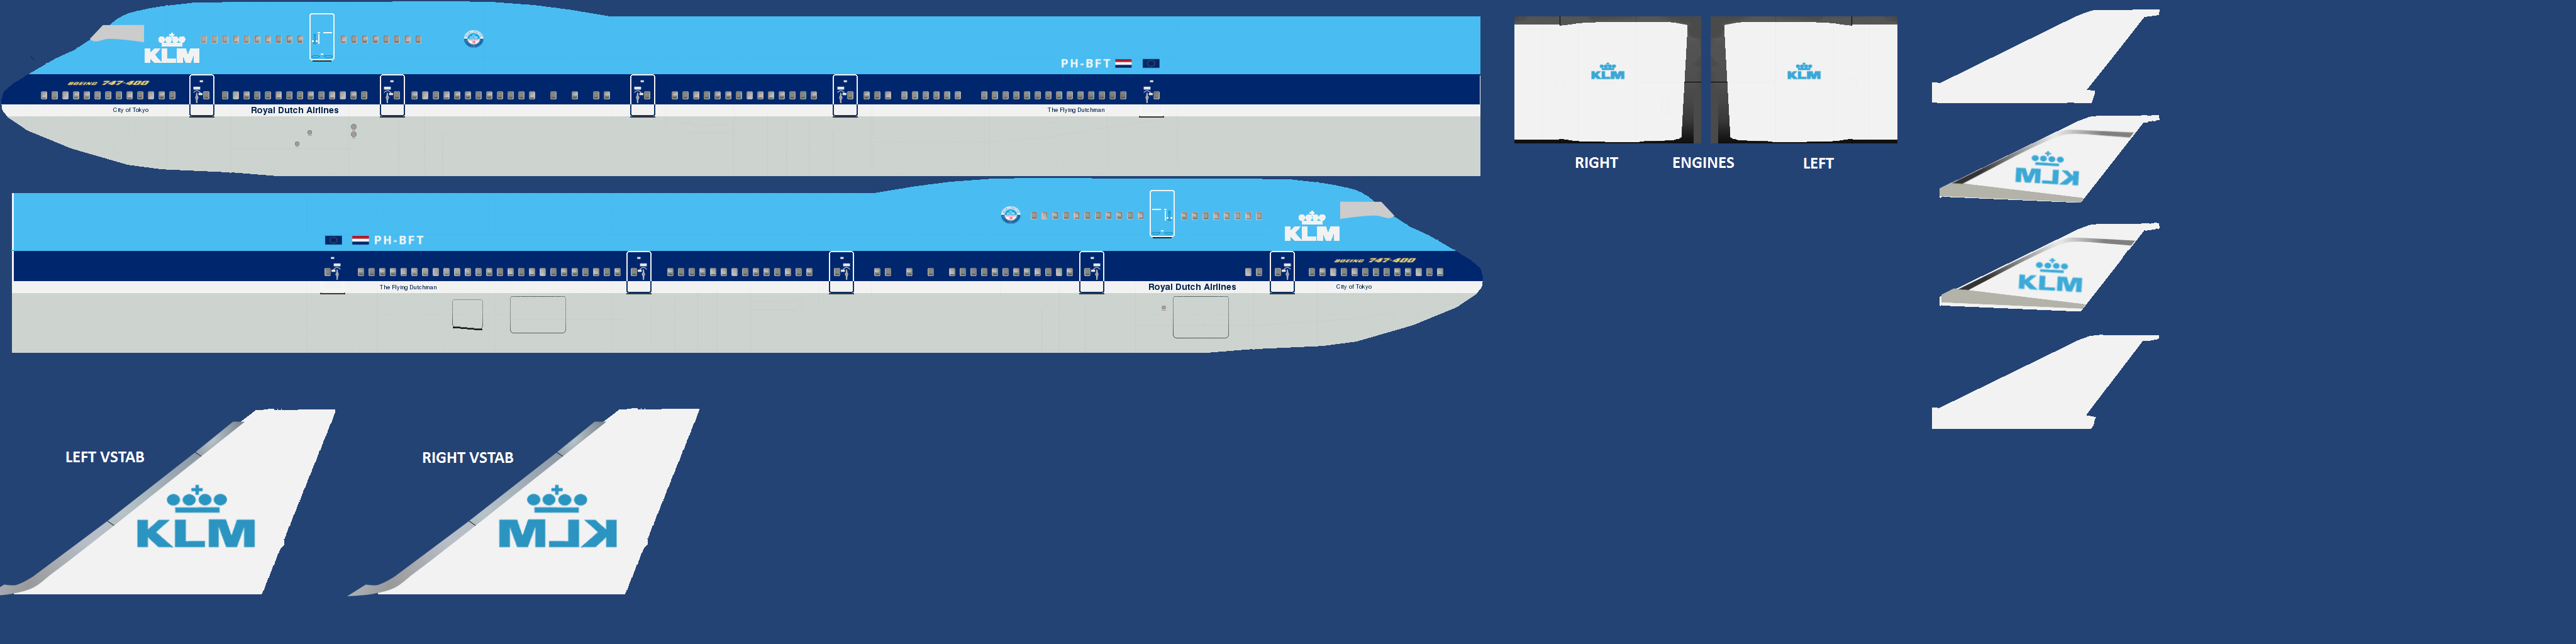 KLM
PH-BFT
BOEING 747-400
City of Tokyo
Royal Dutch Airlines
The Flying Dutchman
KLM
KLM
RIGHT
ENGINES
LEFT
KLM
KLM
PH-BFT
KLM
BOEING 747-400
The Flying Dutchman
Royal Dutch Airlines
City of Tokyo
LEFT VSTAB
RIGHT VSTAB
KLM
KLM